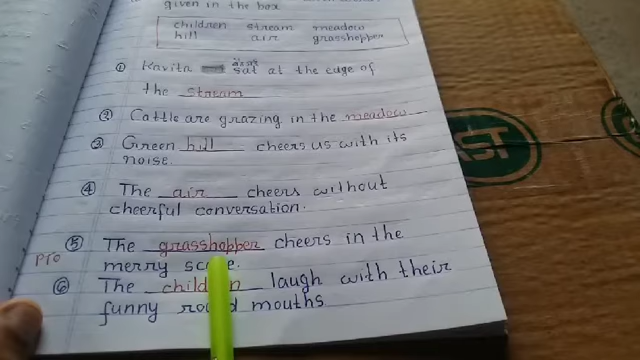 given in the box
children stream meadow
hill air grasshopper
① Kavita sat at the edge of
the stream
② Cattle are grazing in the meadow
③ Green hill cheers us with its
noise.
④ The air cheers without
cheerful conversation.
⑤ The grasshopper cheers in the
merry
PTO
⑥ The laugh with their
funny mouths